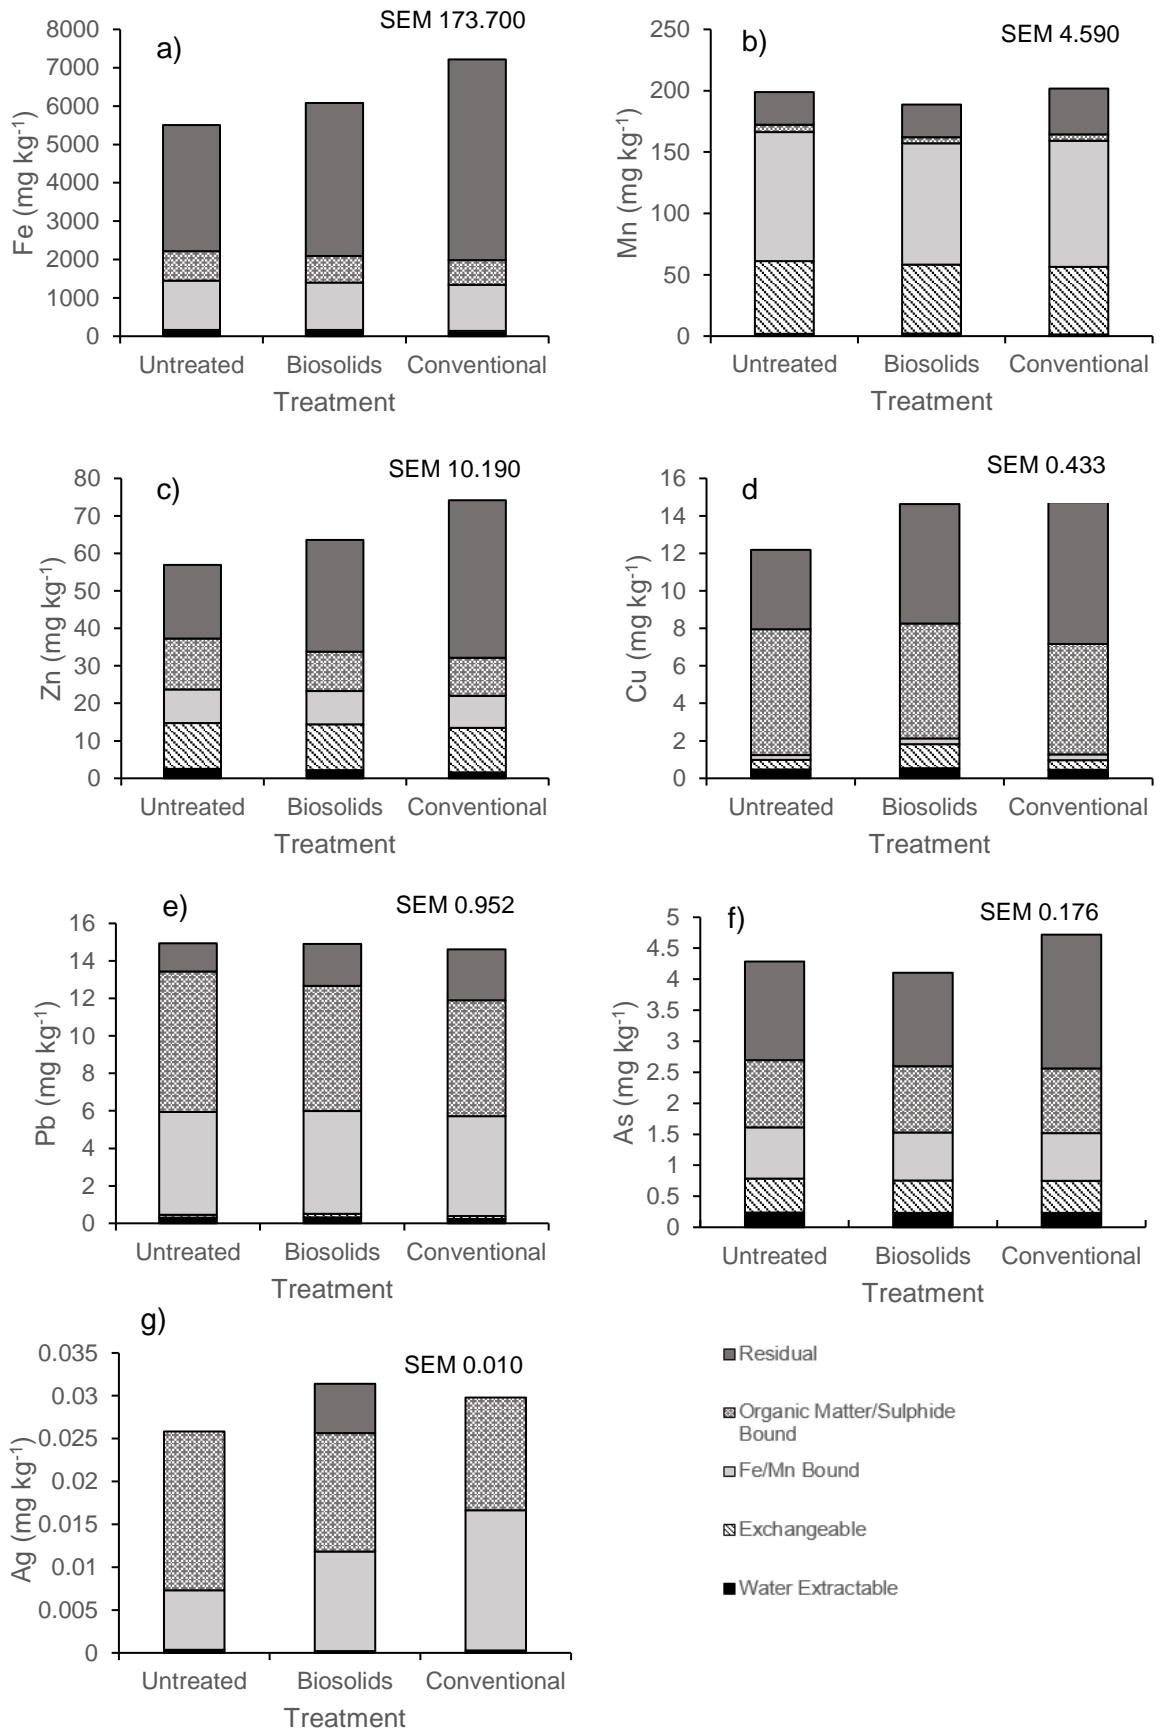 a)
SEM 173.700
8000
7000
6000
5000
4000
3000
2000
1000
0
Fe (mg kg-1)
Untreated Biosolids Conventional
Treatment
b)
SEM 4.590
250
200
150
100
50
0
Mn (mg kg-1)
Untreated Biosolids Conventional
Treatment
c)
SEM 10.190
80
70
60
50
40
30
20
10
0
Zn (mg kg-1)
Untreated Biosolids Conventional
Treatment
d
SEM 0.433
16
14
12
10
8
6
4
2
0
Cu (mg kg-1)
Untreated Biosolids Conventional
Treatment
e)
SEM 0.952
16
14
12
10
8
6
4
2
0
Pb (mg kg-1)
Untreated Biosolids Conventional
Treatment
f)
SEM 0.176
5
4.5
4
3.5
3
2.5
2
1.5
1
0.5
0
As (mg kg-1)
Untreated Biosolids Conventional
Treatment
g)
SEM 0.010
0.035
0.03
0.025
0.02
0.015
0.01
0.005
0
Ag (mg kg-1)
Untreated Biosolids Conventional
Treatment
Residual
Organic Matter/Sulphide
Bound
Fe/Mn Bound
Exchangeable
Water Extractable